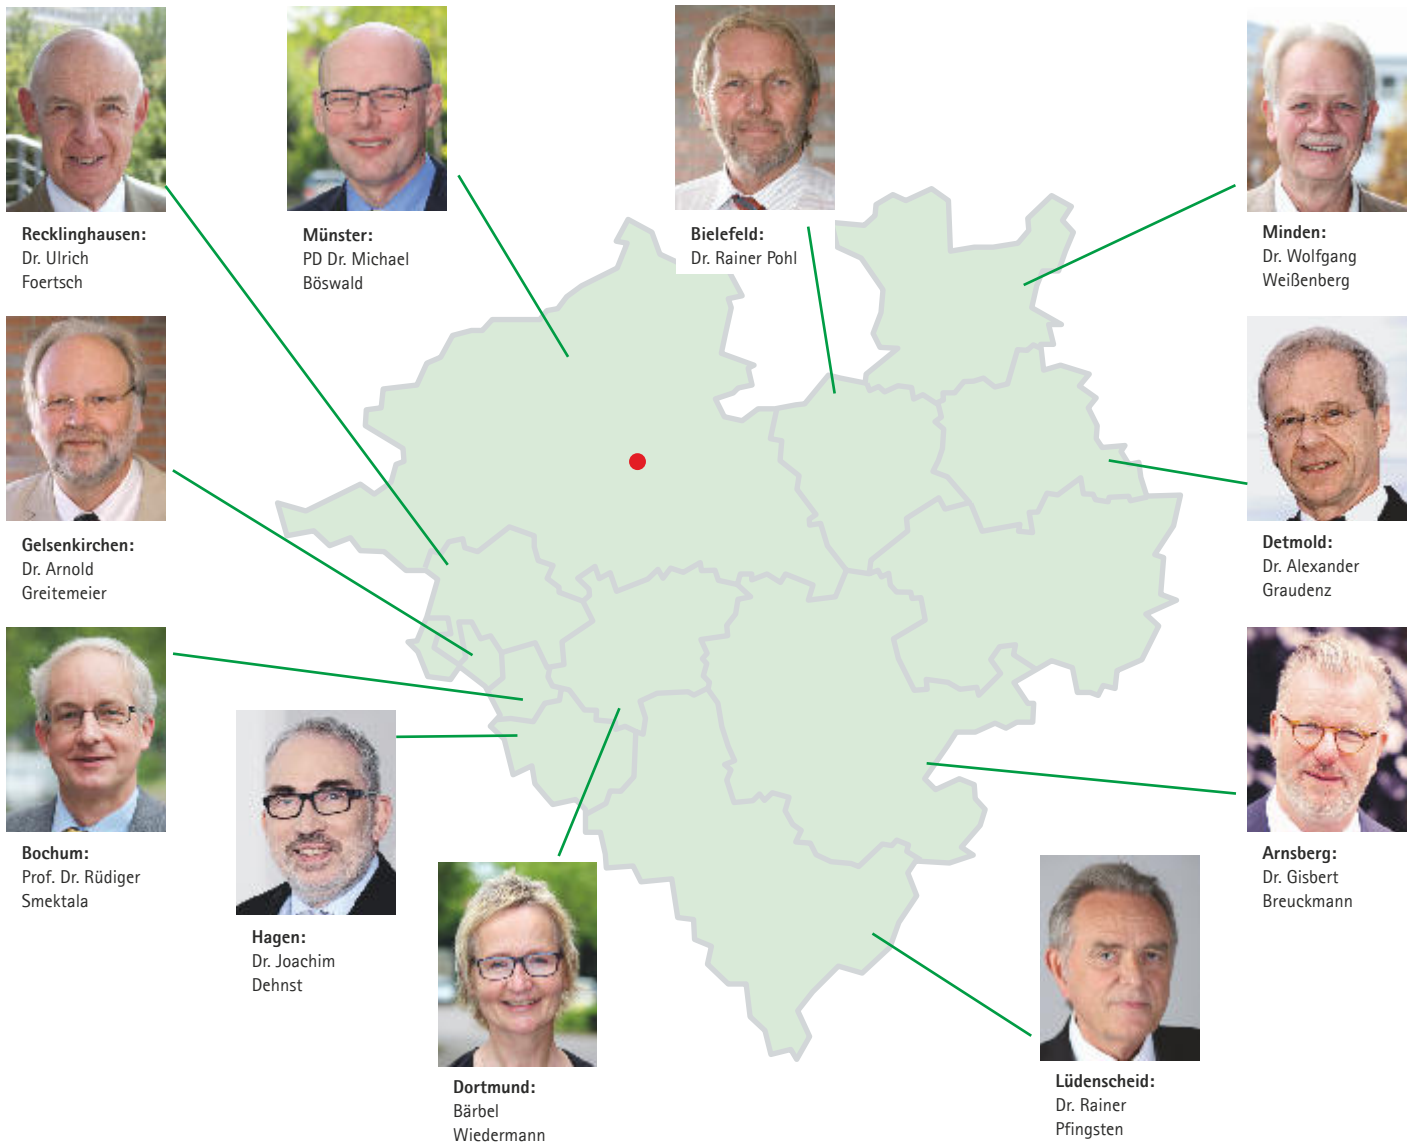 Recklinghausen:
Dr. Ulrich
Foertsch
Münster:
PD Dr. Michael
Böswald
Bielefeld:
Dr. Rainer Pohl
Minden:
Dr. Wolfgang
Weißenberg
Gelsenkirchen:
Dr. Arnold
Greitemeier
Detmold:
Dr. Alexander
Graudenz
Bochum:
Prof. Dr. Rüdiger
Smektala
Arnsberg:
Dr. Gisbert
Breuckmann
Hagen:
Dr. Joachim
Dehnst
Dortmund:
Bärbel
Wiedermann
Lüdenscheid:
Dr. Rainer
Pfingsten